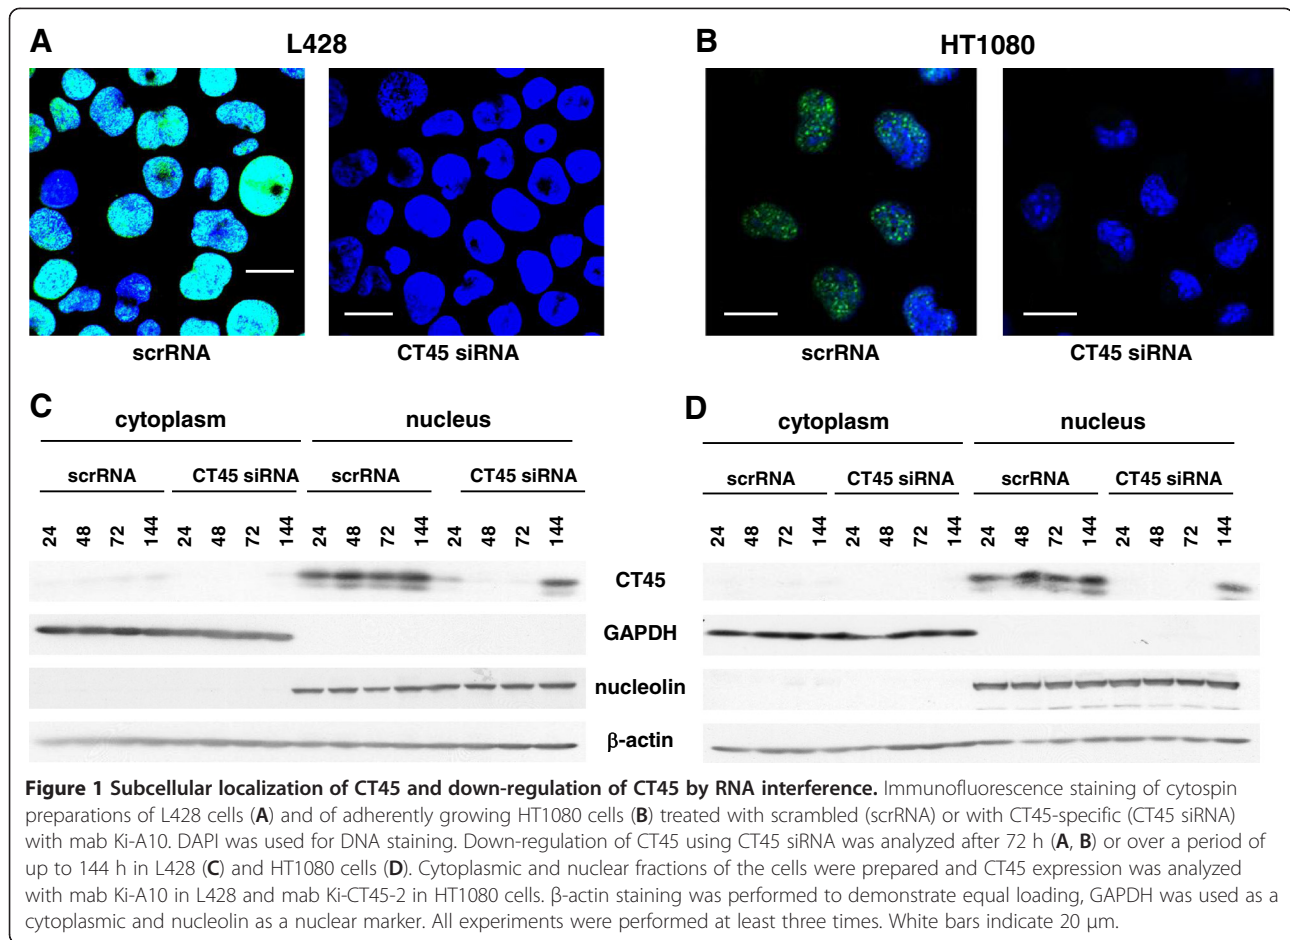 A
L428
B
HT1080
scrRNA
CT45 siRNA
scrRNA
CT45 siRNA
C
cytoplasm
nucleus
scrRNA
CT45 siRNA
scrRNA
CT45 siRNA
24 48 72 144 24 48 72 144 24 48 72 144 24 48 72 144
D
cytoplasm
nucleus
scrRNA
CT45 siRNA
scrRNA
CT45 siRNA
24 48 72 144 24 48 72 144 24 48 72 144 24 48 72 144
CT45
GAPDH
nucleolin
β-actin
Figure 1 Subcellular localization of CT45 and down-regulation of CT45 by RNA interference. Immunofluorescence staining of cytospin
preparations of L428 cells (A) and of adherently growing HT1080 cells (B) treated with scrambled (scrRNA) or with CT45-specific (CT45 siRNA)
with mab Ki-A10. DAPI was used for DNA staining. Down-regulation of CT45 using CT45 siRNA was analyzed after 72 h (A, B) or over a period of
up to 144 h in L428 (C) and HT1080 cells (D). Cytoplasmic and nuclear fractions of the cells were prepared and CT45 expression was analyzed
with mab Ki-A10 in L428 and mab Ki-CT45-2 in HT1080 cells. β-actin staining was performed to demonstrate equal loading, GAPDH was used as a
cytoplasmic and nucleolin as a nuclear marker. All experiments were performed at least three times. White bars indicate 20 μm.